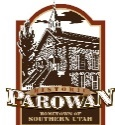 HISTORIC
PAROWAN
HOMETOWN OF
SOUTHERN UTAH